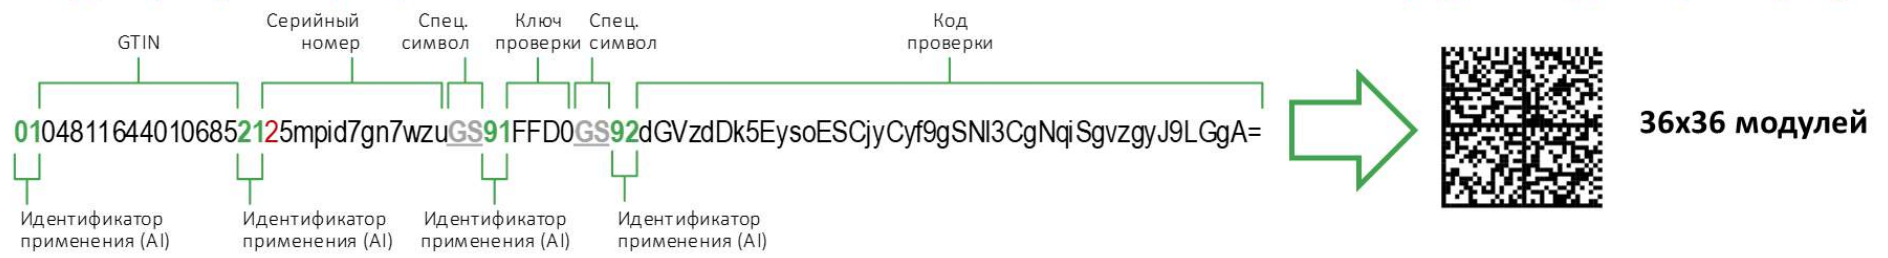 GTIN
Серийный
номер
Спец.
символ
Ключ
проверки
Спец.
символ
Код
проверки
01048116440106852125mpid7gn7wzuGS91FFD0GS92dGVzdDk5EysoESCjyCyf9gSNl3CgNqiSgvzgyJ9LGgA=
36x36 модулей
Идентификатор
применения (AI)
Идентификатор
применения (AI)
Идентификатор
применения (AI)
Идентификатор
применения (AI)